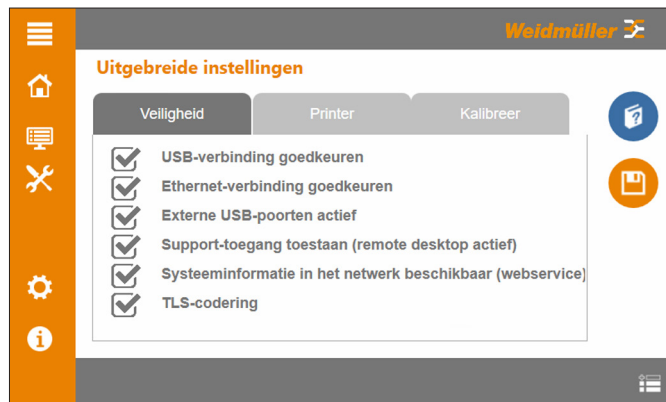 Weidmüller
Uitgebreide instellingen
Veiligheid Printer Kalibreer
USB-verbinding goedkeuren
Ethernet-verbinding goedkeuren
Externe USB-poorten actief
Support-toegang toestaan (remote desktop actief)
Systeeminformatie in het netwerk beschikbaar (webservice)
TLS-codering